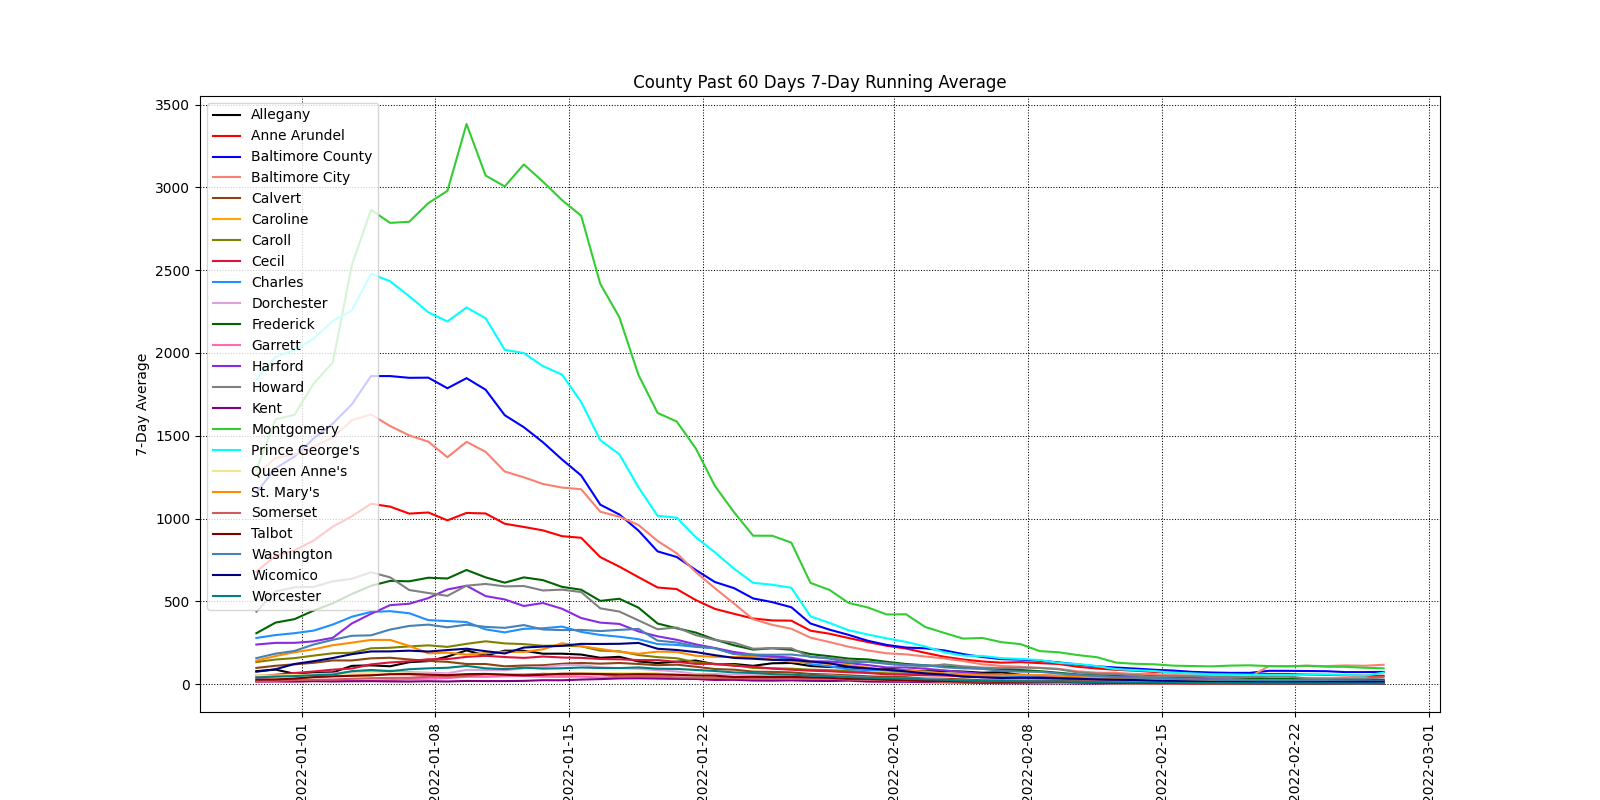 County Past 60 Days 7-Day Running Average
3500
3000
2500
2000
1500
1000
500
0
7-Day Average
Allegany
Anne Arundel
Baltimore County
Baltimore City
Calvert
Caroline
Caroll
Cecil
Charles
Dorchester
Frederick
Garrett
Harford
Howard
Kent
Montgomery
Prince George's
Queen Anne's
St. Mary's
Somerset
Talbot
Washington
Wicomico
Worcester
2022-01-01
2022-01-08
2022-01-15
2022-01-22
2022-02-01
2022-02-08
2022-02-15
2022-02-22
2022-03-01